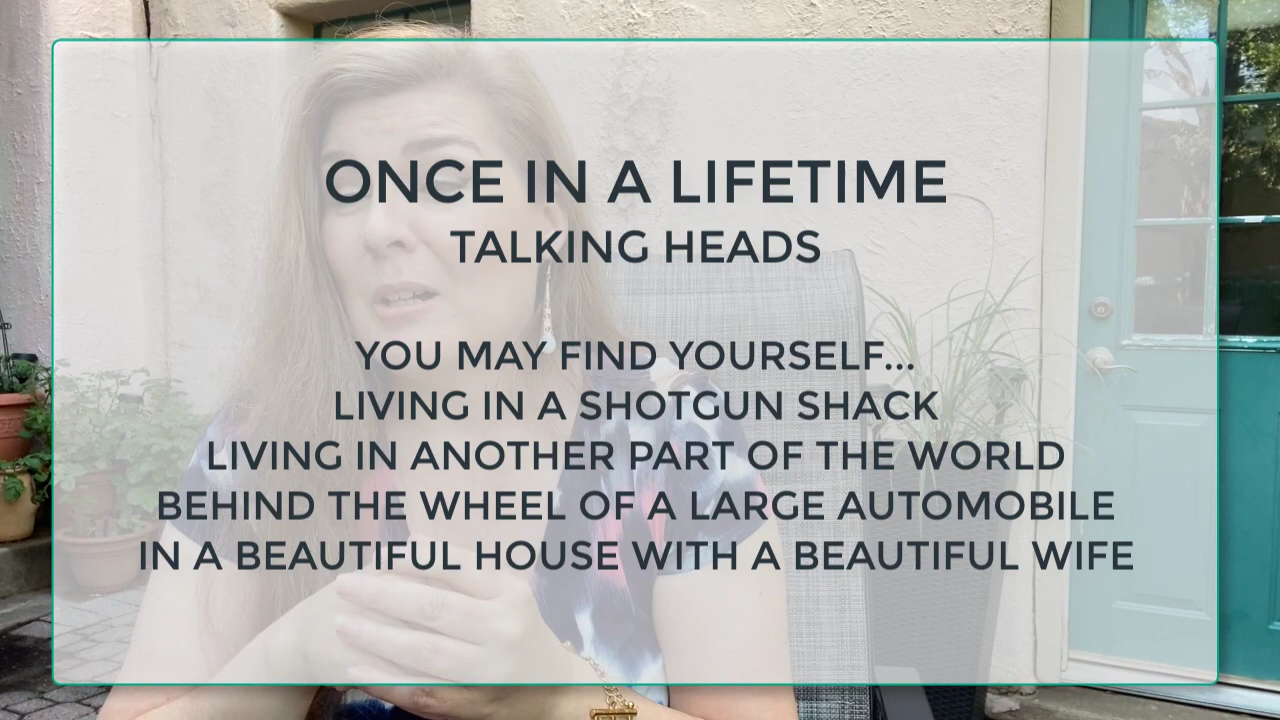 ONCE IN A LIFETIME
TALKING HEADS
YOU MAY FIND YOURSELF...
LIVING IN A SHOTGUN SHACK
LIVING IN ANOTHER PART OF THE WORLD
BEHIND THE WHEEL OF A LARGE AUTOMOBILE
IN A BEAUTIFUL HOUSE WITH A BEAUTIFUL WIFE